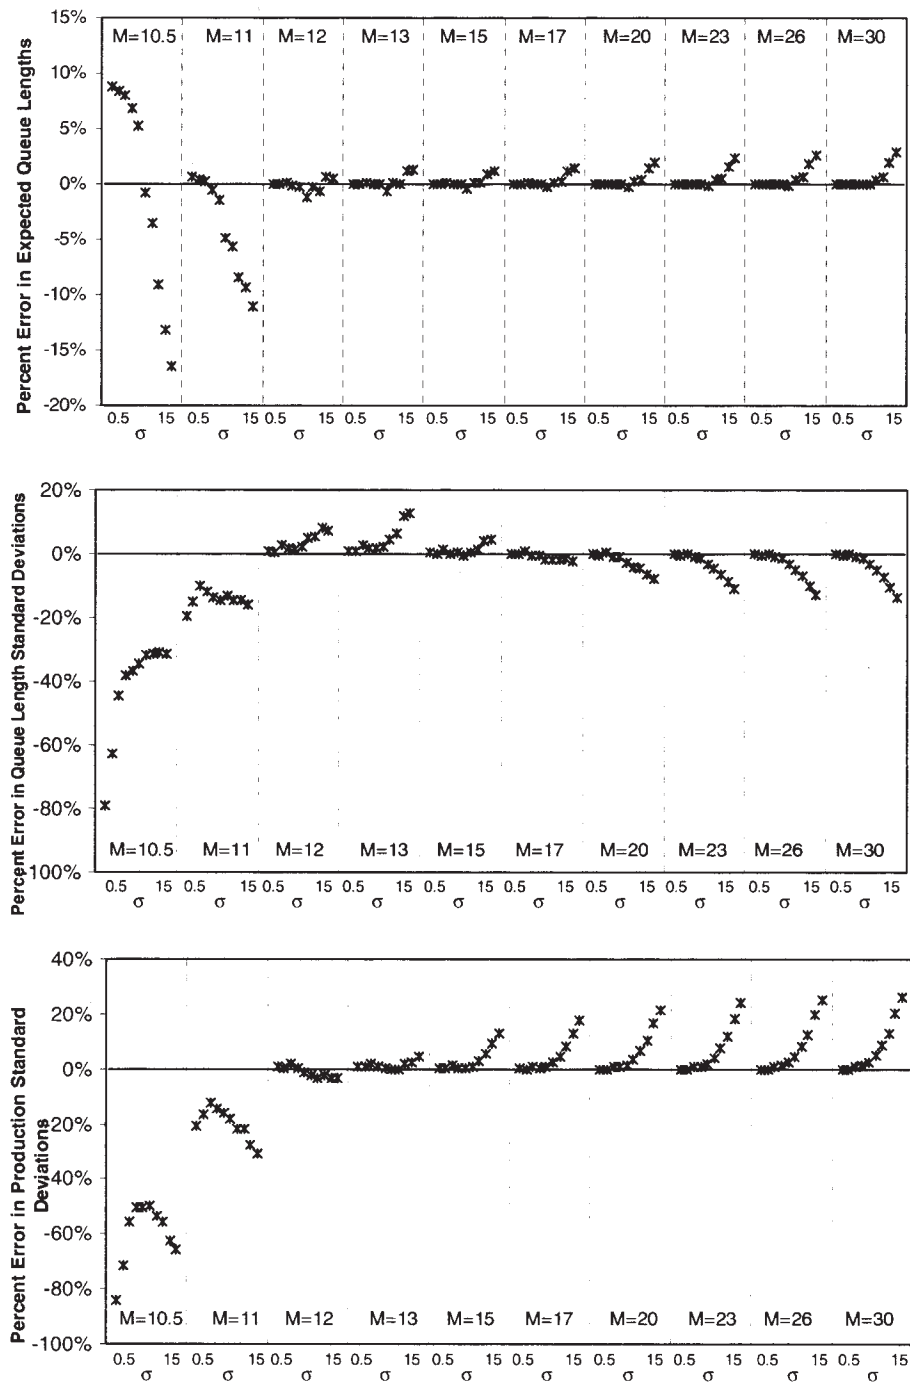 Percent Error in Expected Queue Lengths
15%
M=10.5 M=11 M=12 M=13 M=15 M=17 M=20 M=23 M=26 M=30
10%
5%
0%
-5%
-10%
-15%
-20%
0.5 15 0.5 15 0.5 15 0.5 15 0.5 15 0.5 15 0.5 15 0.5 15 0.5 15 0.5 15
σ σ σ σ σ σ σ σ σ σ
Percent Error in Queue Length Standard Deviations
20%
0%
-20%
-40%
-60%
-80%
M=10.5 M=11 M=12 M=13 M=15 M=17 M=20 M=23 M=26 M=30
-100%
0.5 15 0.5 15 0.5 15 0.5 15 0.5 15 0.5 15 0.5 15 0.5 15 0.5 15 0.5 15
σ σ σ σ σ σ σ σ σ σ
Percent Error in Production Standard
Deviations
40%
20%
0%
-20%
-40%
-60%
-80%
M=10.5 M=11 M=12 M=13 M=15 M=17 M=20 M=23 M=26 M=30
-100%
0.5 15 0.5 15 0.5 15 0.5 15 0.5 15 0.5 15 0.5 15 0.5 15 0.5 15 0.5 15
σ σ σ σ σ σ σ σ σ σ